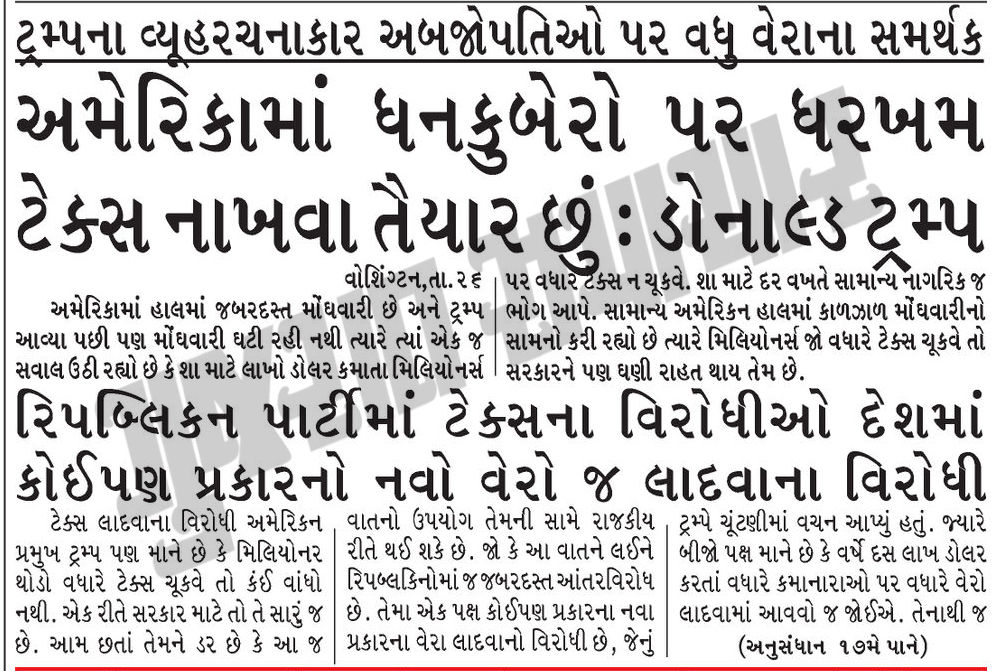 ટ્રમ્પના વ્યૂહરચનાકાર અબજોપતિઓ પર વધુ વેરાના સમર્થક
અમેરિકામાં ધનકુબેરો પર ધરખમ
ટેક્સ નાખવા તૈયાર છું : ડોનાલ્ડ ટ્રમ્પ
વોશિંગ્ટન,તા.૨૬
અમેરિકામાં હાલમાં જબરદસ્ત મોંઘવારી છે અને ટ્રમ્પ
આવ્યા પછી પણ મોંઘવારી ઘટી રહી નથી ત્યારે ત્યાં એક જ
સવાલ ઉઠી રહ્યો છે કે શા માટે લાખો ડોલર કમાતા મિલિયોનર્સ
પર વધારે ટેક્સ ન ચૂકવે. શા માટે દર વખતે સામાન્ય નાગરિક જ
ભોગ આપે. સામાન્ય અમેરિકન હાલમાં કાળઝાળ મોંઘવારીનો
સામનો કરી રહ્યો છે ત્યારે મિલિયોનર્સ જો વધારે ટેક્સ ચૂકવે તો
સરકારને પણ ઘણી રાહત થાય તેમ છે.
રિપબ્લિકન પાર્ટીમાં ટેક્સના વિરોધીઓ દેશમાં
કોઈપણ પ્રકારનો નવો વેરો જ લાદવાના વિરોધી
ટેક્સ લાદવાના વિરોધી અમેરિકન
પ્રમુખ ટ્રમ્પ પણ માને છે કે મિલિયોનર
થોડો વધારે ટેક્સ ચૂકવે તો કંઈ વાંધો
નથી. એક રીતે સરકાર માટે તો તે સારું જ
છે. આમ છતાં તેમને ડર છે કે આ જ
વાતનો ઉપયોગ તેમની સામે રાજકીય
રીતે થઈ શકે છે. જો કે આ વાતને લઈને
રિપબ્લકિનોમાં જ જબરદસ્ત આંતરવિરોધ
છે. તેમા એક પક્ષ કોઈપણ પ્રકારના નવા
પ્રકારના વેરા લાદવાનો વિરોધી છે, જેનું
ટ્રમ્પે ચૂંટણીમાં વચન આપ્યું હતું. જ્યારે
બીજો પક્ષ માને છે કે વર્ષે દસ લાખ ડોલર
કરતાં વધારે કમાનારાઓ પર વધારે વેરો
લાદવામાં આવવો જ જોઈએ. તેનાથી જ
(અનુસંધાન ૧૭મે પાને)
ગુજરાત સમાચાર